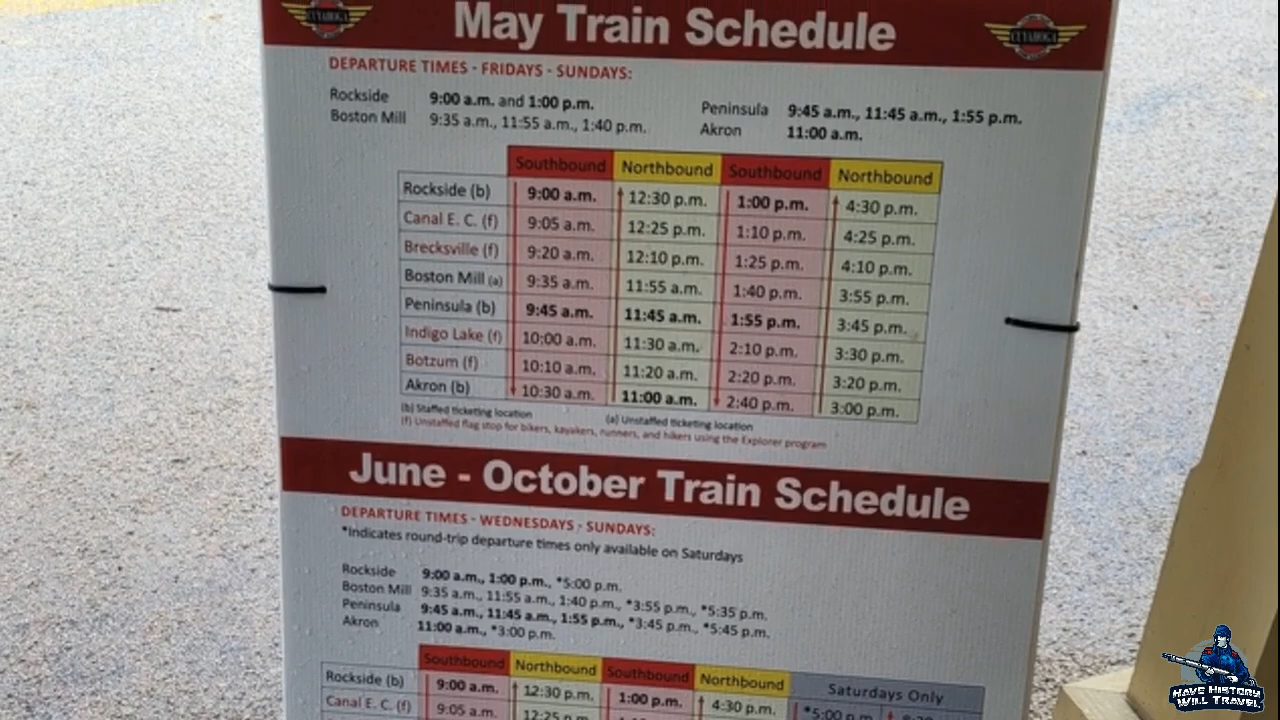 CUYAHOGA
May Train Schedule
CUYAHOGA
DEPARTURE TIMES - FRIDAYS - SUNDAYS:
Rockside 9:00 a.m. and 1:00 p.m.
Boston Mill 9:35 a.m., 11:55 a.m., 1:40 p.m.
Peninsula 9:45 a.m., 11:45 a.m., 1:55 p.m.
Akron 11:00 a.m.
Southbound Northbound Southbound Northbound
Rockside (b) 9:00 a.m. 12:30 p.m. 1:00 p.m. 4:30 p.m.
Canal E. C. (f) 9:05 a.m. 12:25 p.m. 1:10 p.m. 4:25 p.m.
Brecksville (f) 9:20 a.m. 12:10 p.m. 1:25 p.m. 4:10 p.m.
Boston Mill (a) 9:35 a.m. 11:55 a.m. 1:40 p.m. 3:55 p.m.
Peninsula (b) 9:45 a.m. 11:45 a.m. 1:55 p.m. 3:45 p.m.
Indigo Lake (f) 10:00 a.m. 11:30 a.m. 2:10 p.m. 3:30 p.m.
Botzum (f) 10:10 a.m. 11:20 a.m. 2:20 p.m. 3:20 p.m.
Akron (b) 10:30 a.m. 11:00 a.m. 2:40 p.m. 3:00 p.m.
(b) Staffed ticketing location (a) Unstaffed ticketing location
(f) Unstaffed flag stop for bikers, kayakers, runners, and hikers using the Explorer program
June - October Train Schedule
DEPARTURE TIMES - WEDNESDAYS - SUNDAYS:
*Indicates round-trip departure times only available on Saturdays
Rockside 9:00 a.m., 1:00 p.m., *5:00 p.m.
Boston Mill 9:35 a.m., 11:55 a.m., 1:40 p.m., *3:55 p.m., *5:35 p.m.
Peninsula 9:45 a.m., 11:45 a.m., 1:55 p.m., *3:45 p.m., *5:45 p.m.
Akron 11:00 a.m., *3:00 p.m.
Southbound Northbound Southbound Northbound Saturdays Only
Rockside (b) 9:00 a.m. 12:30 p.m. 1:00 p.m. 4:30 p.m. *5:00 p.m.
Canal E. C. (f) 9:05 a.m. 12:25 p.m.
HAVE HISTORY
WILL TRAVEL